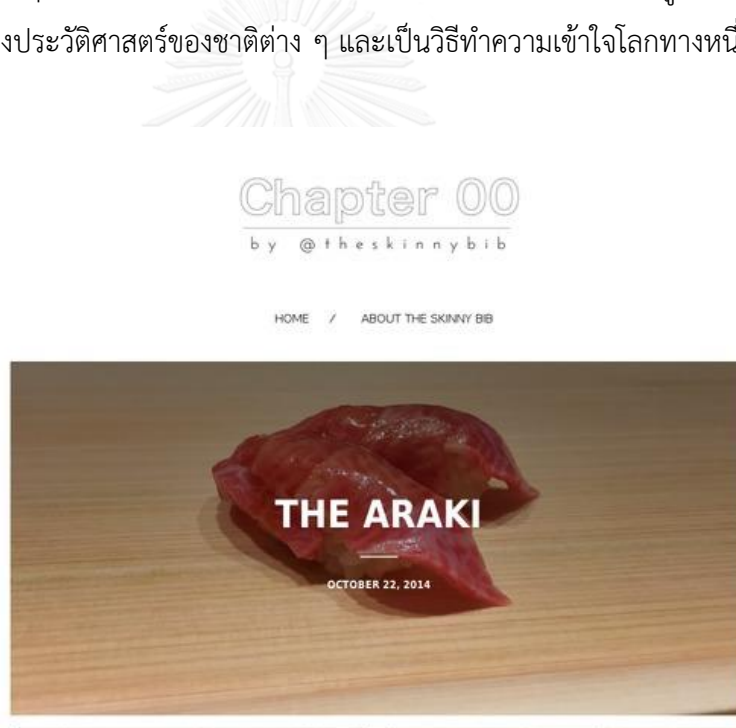 งประวัติศาสตร์ของชาติต่าง ๆ และเป็นวิธีทำความเข้าใจโลกทางหนึ่
Chapter 00
by @theskinnybib
HOME / ABOUT THE SKINNY BIB
THE ARAKI
OCTOBER 22, 2014